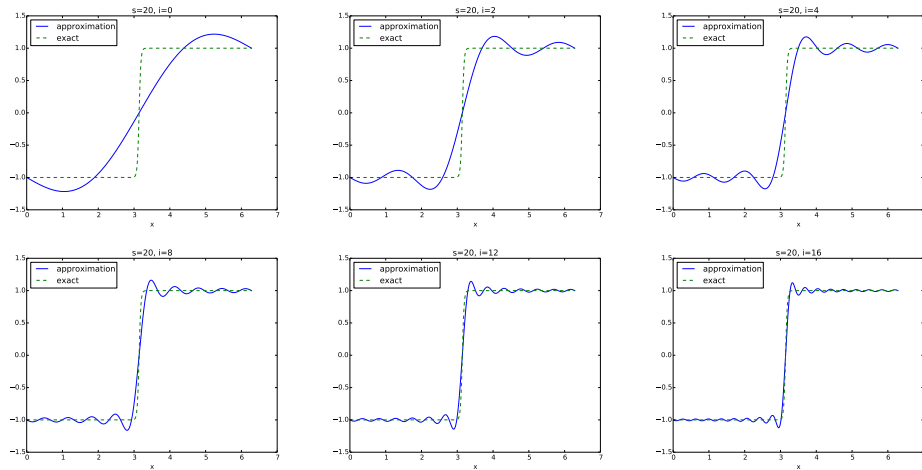 s=20, i=0
approximation
exact
1.5
1.0
0.5
0.0
−0.5
−1.0
−1.5
0 1 2 3 4 5 6 7
x
s=20, i=2
approximation
exact
1.5
1.0
0.5
0.0
−0.5
−1.0
−1.5
0 1 2 3 4 5 6 7
x
s=20, i=4
approximation
exact
1.5
1.0
0.5
0.0
−0.5
−1.0
−1.5
0 1 2 3 4 5 6 7
x
s=20, i=8
approximation
exact
1.5
1.0
0.5
0.0
−0.5
−1.0
−1.5
0 1 2 3 4 5 6 7
x
s=20, i=12
approximation
exact
1.5
1.0
0.5
0.0
−0.5
−1.0
−1.5
0 1 2 3 4 5 6 7
x
s=20, i=16
approximation
exact
1.5
1.0
0.5
0.0
−0.5
−1.0
−1.5
0 1 2 3 4 5 6 7
x